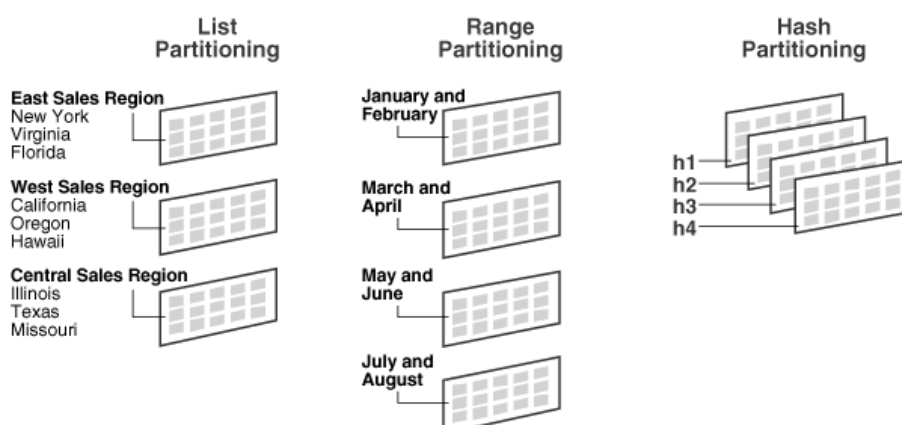 List
Partitioning
East Sales Region
New York
Virginia
Florida
West Sales Region
California
Oregon
Hawaii
Central Sales Region
Illinois
Texas
Missouri
Range
Partitioning
January and
February
March and
April
May and
June
July and
August
Hash
Partitioning
h1
h2
h3
h4